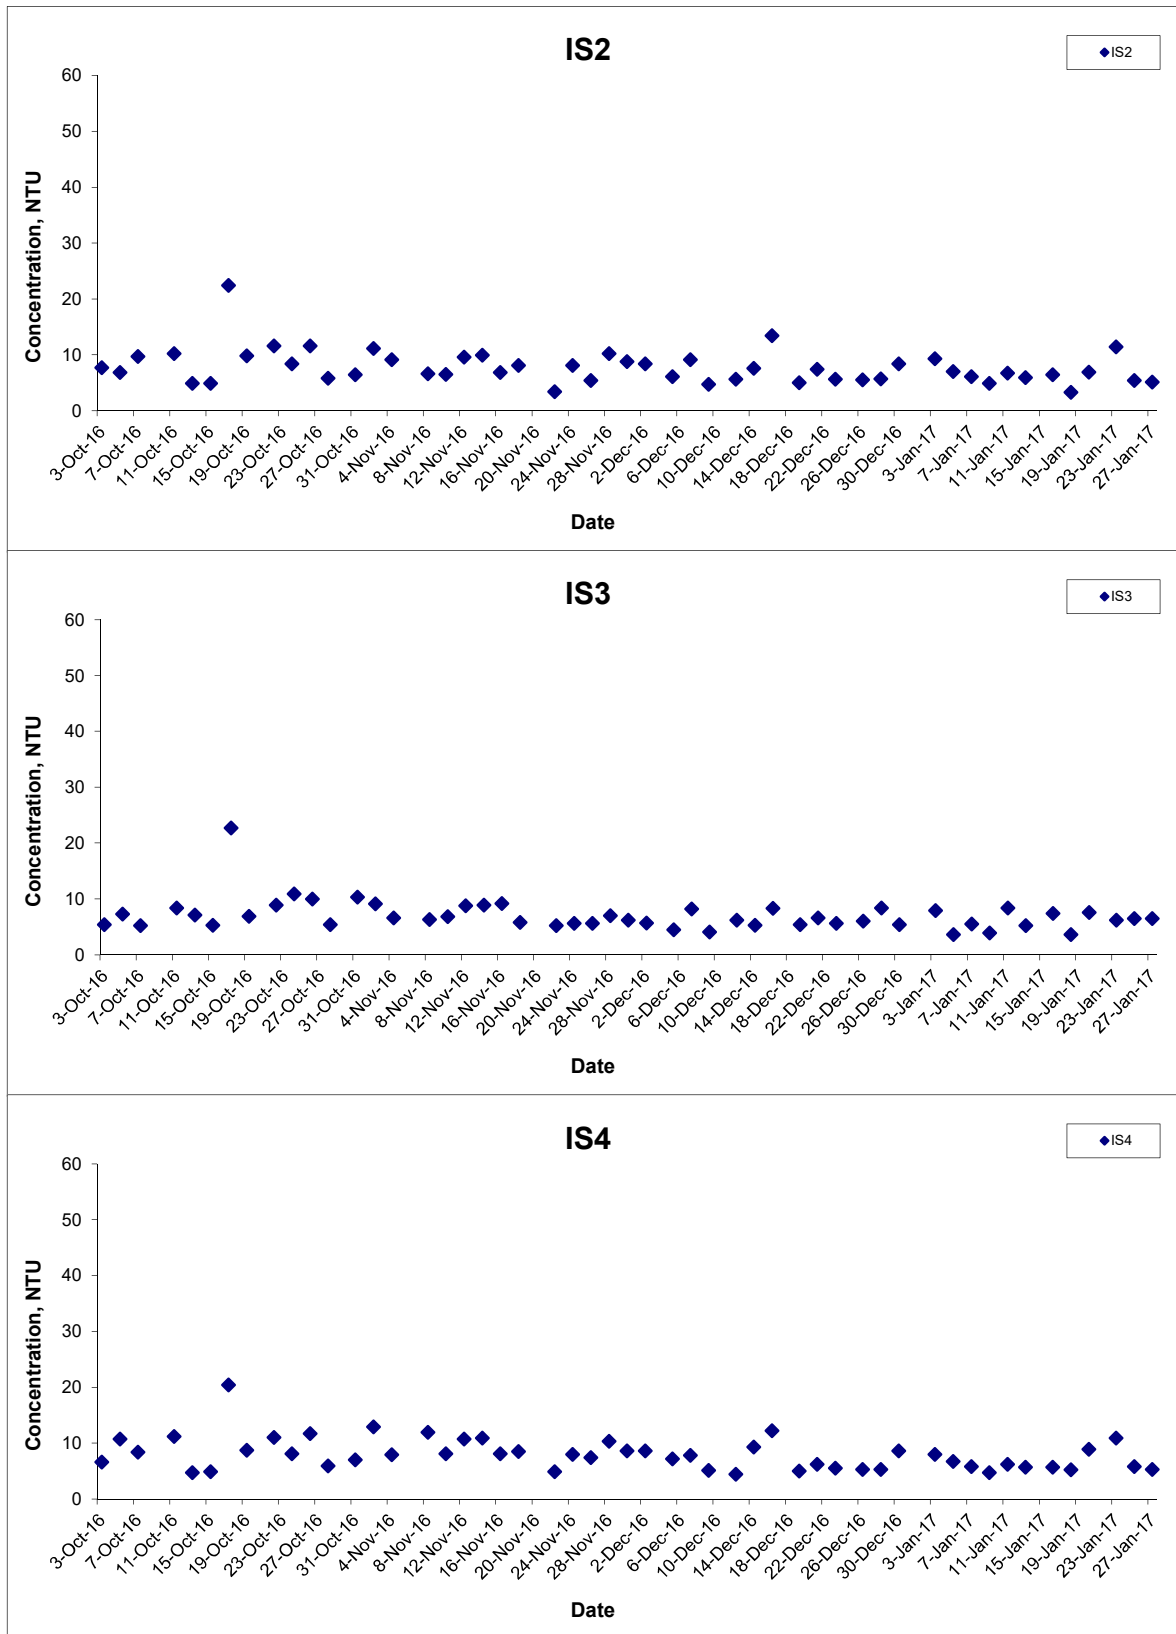 IS2
IS2
60
50
40
30
20
10
0
Concentration, NTU
3-Oct-16
7-Oct-16
11-Oct-16
15-Oct-16
19-Oct-16
23-Oct-16
27-Oct-16
31-Oct-16
4-Nov-16
8-Nov-16
12-Nov-16
16-Nov-16
20-Nov-16
24-Nov-16
28-Nov-16
2-Dec-16
6-Dec-16
10-Dec-16
14-Dec-16
18-Dec-16
22-Dec-16
26-Dec-16
30-Dec-16
3-Jan-17
7-Jan-17
11-Jan-17
15-Jan-17
19-Jan-17
23-Jan-17
27-Jan-17
Date
IS3
IS3
60
50
40
30
20
10
0
Concentration, NTU
3-Oct-16
7-Oct-16
11-Oct-16
15-Oct-16
19-Oct-16
23-Oct-16
27-Oct-16
31-Oct-16
4-Nov-16
8-Nov-16
12-Nov-16
16-Nov-16
20-Nov-16
24-Nov-16
28-Nov-16
2-Dec-16
6-Dec-16
10-Dec-16
14-Dec-16
18-Dec-16
22-Dec-16
26-Dec-16
30-Dec-16
3-Jan-17
7-Jan-17
11-Jan-17
15-Jan-17
19-Jan-17
23-Jan-17
27-Jan-17
Date
IS4
IS4
60
50
40
30
20
10
0
Concentration, NTU
3-Oct-16
7-Oct-16
11-Oct-16
15-Oct-16
19-Oct-16
23-Oct-16
27-Oct-16
31-Oct-16
4-Nov-16
8-Nov-16
12-Nov-16
16-Nov-16
20-Nov-16
24-Nov-16
28-Nov-16
2-Dec-16
6-Dec-16
10-Dec-16
14-Dec-16
18-Dec-16
22-Dec-16
26-Dec-16
30-Dec-16
3-Jan-17
7-Jan-17
11-Jan-17
15-Jan-17
19-Jan-17
23-Jan-17
27-Jan-17
Date